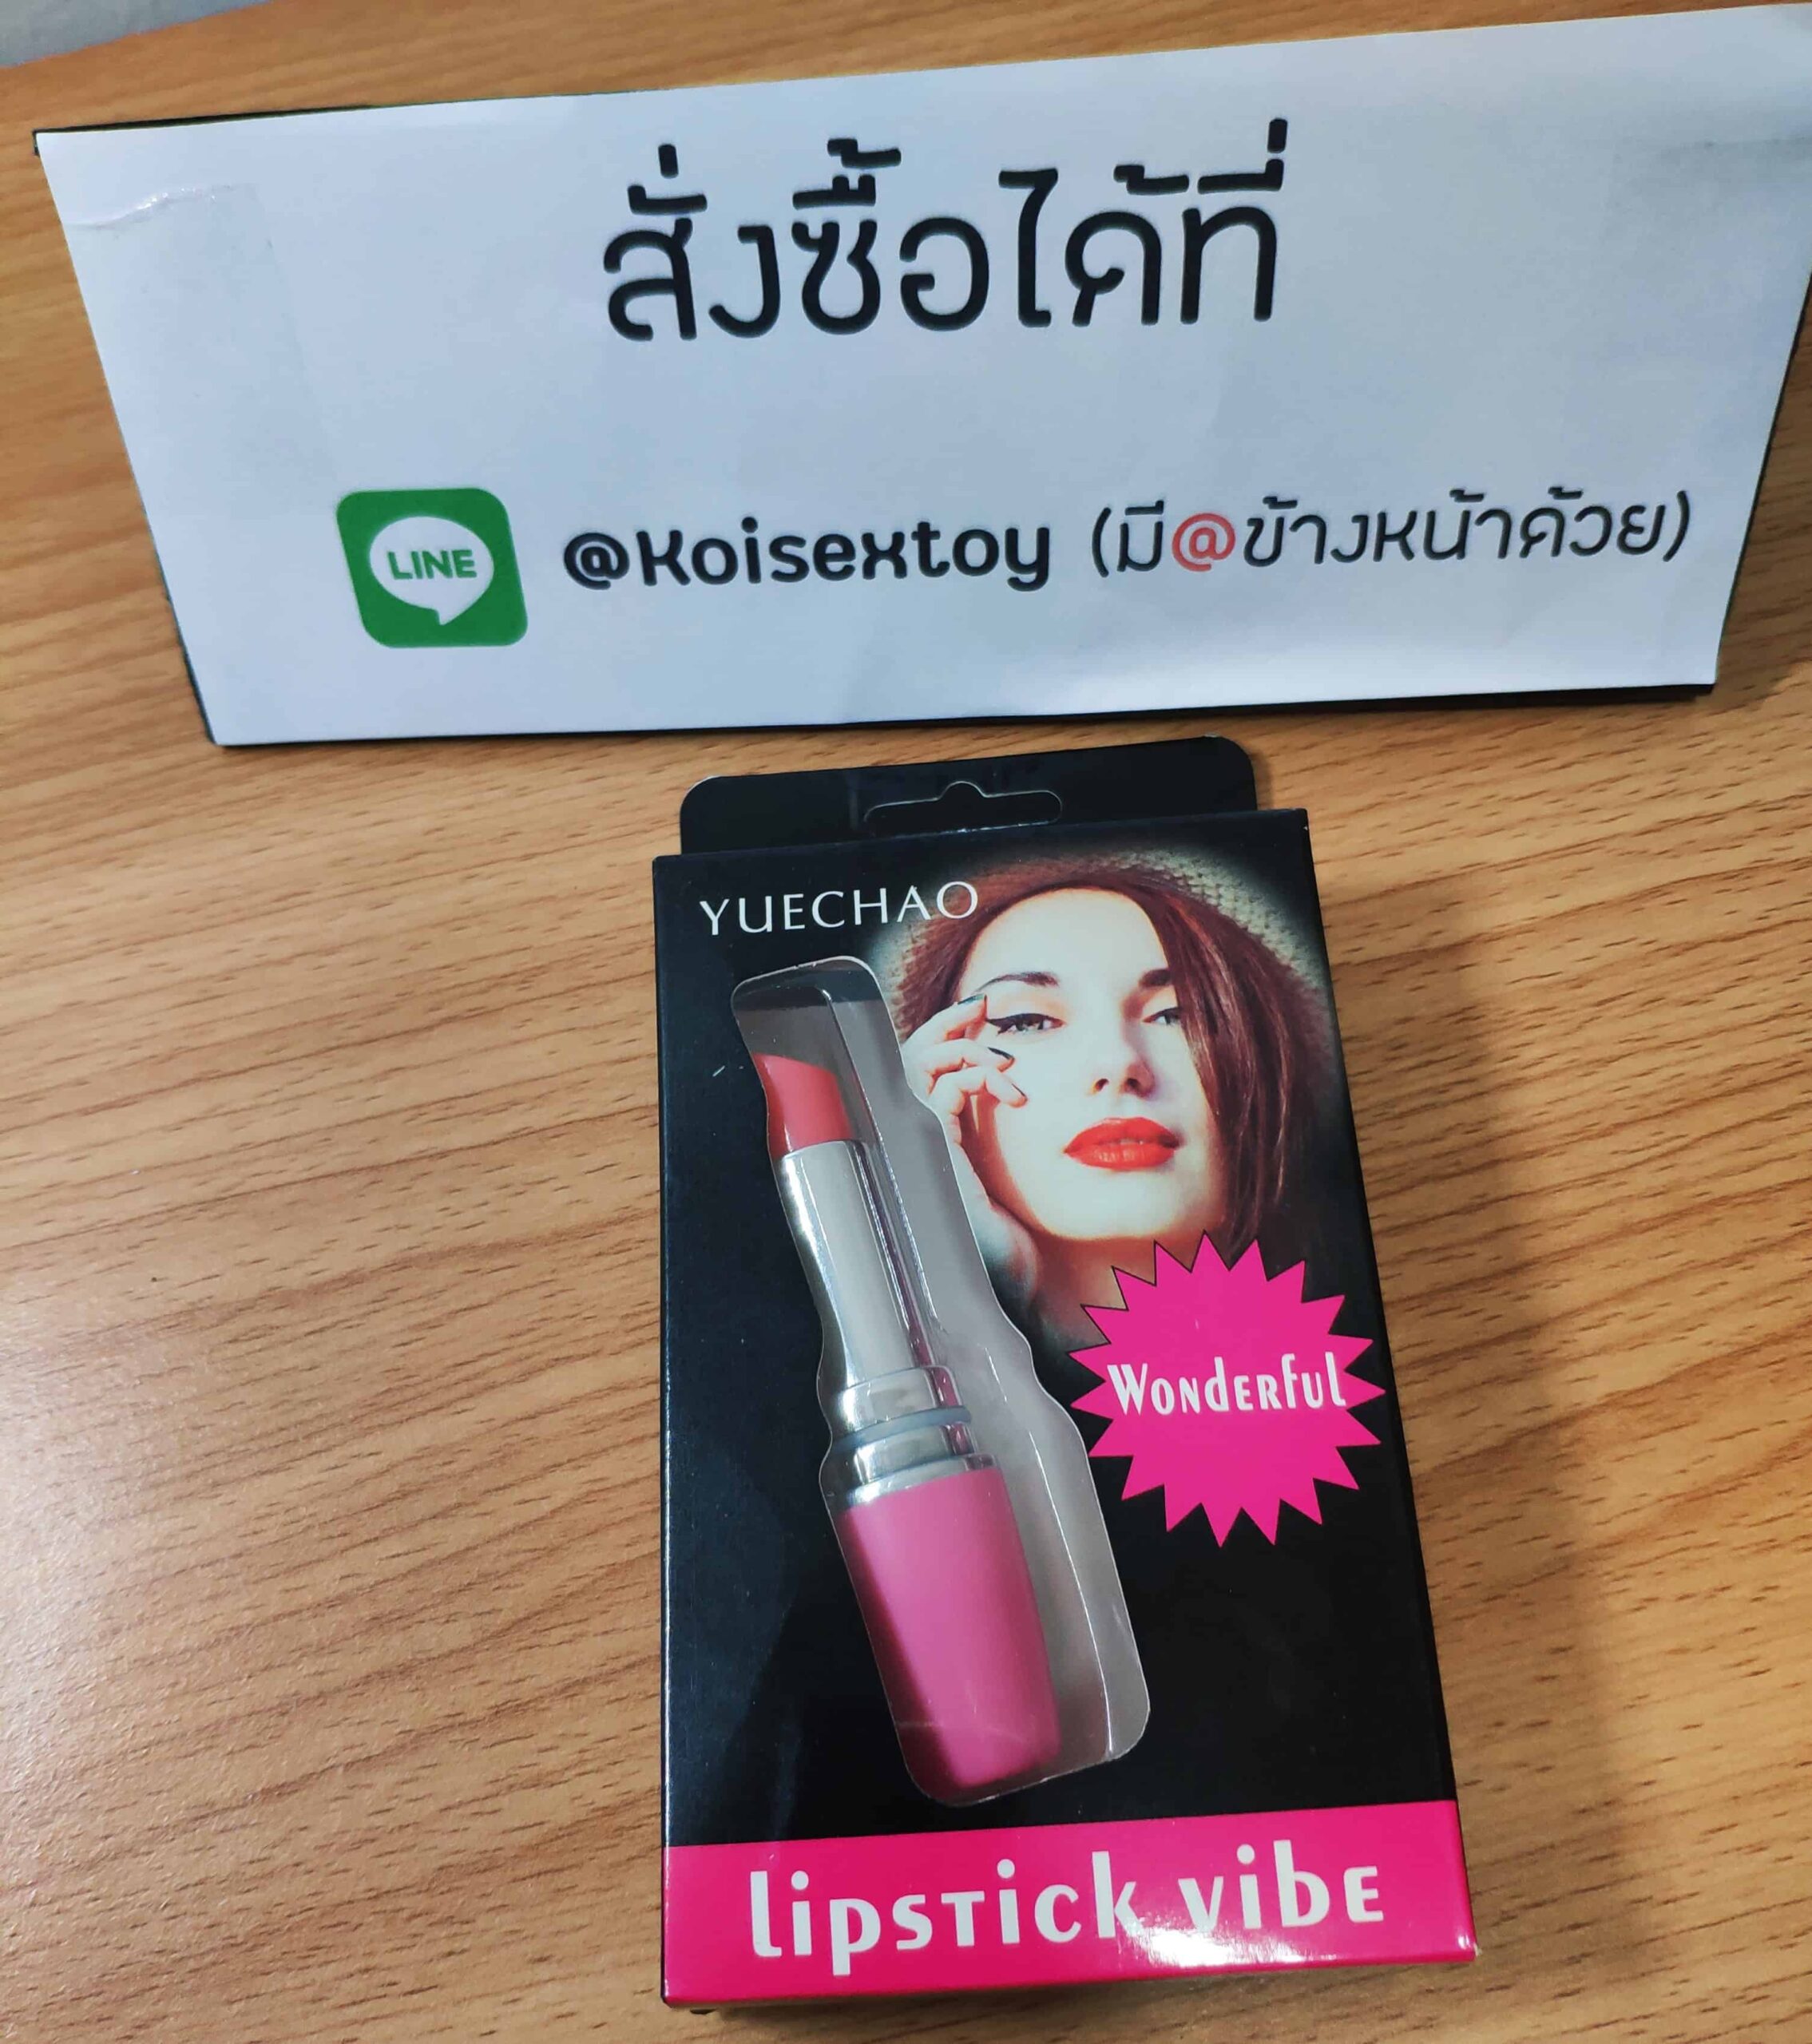 สั่งซื้อได้ที่
LINE @Koisextoy (มี@ข้างหน้าด้วย)
YUECHAO
Wonderful
lipstick vibe